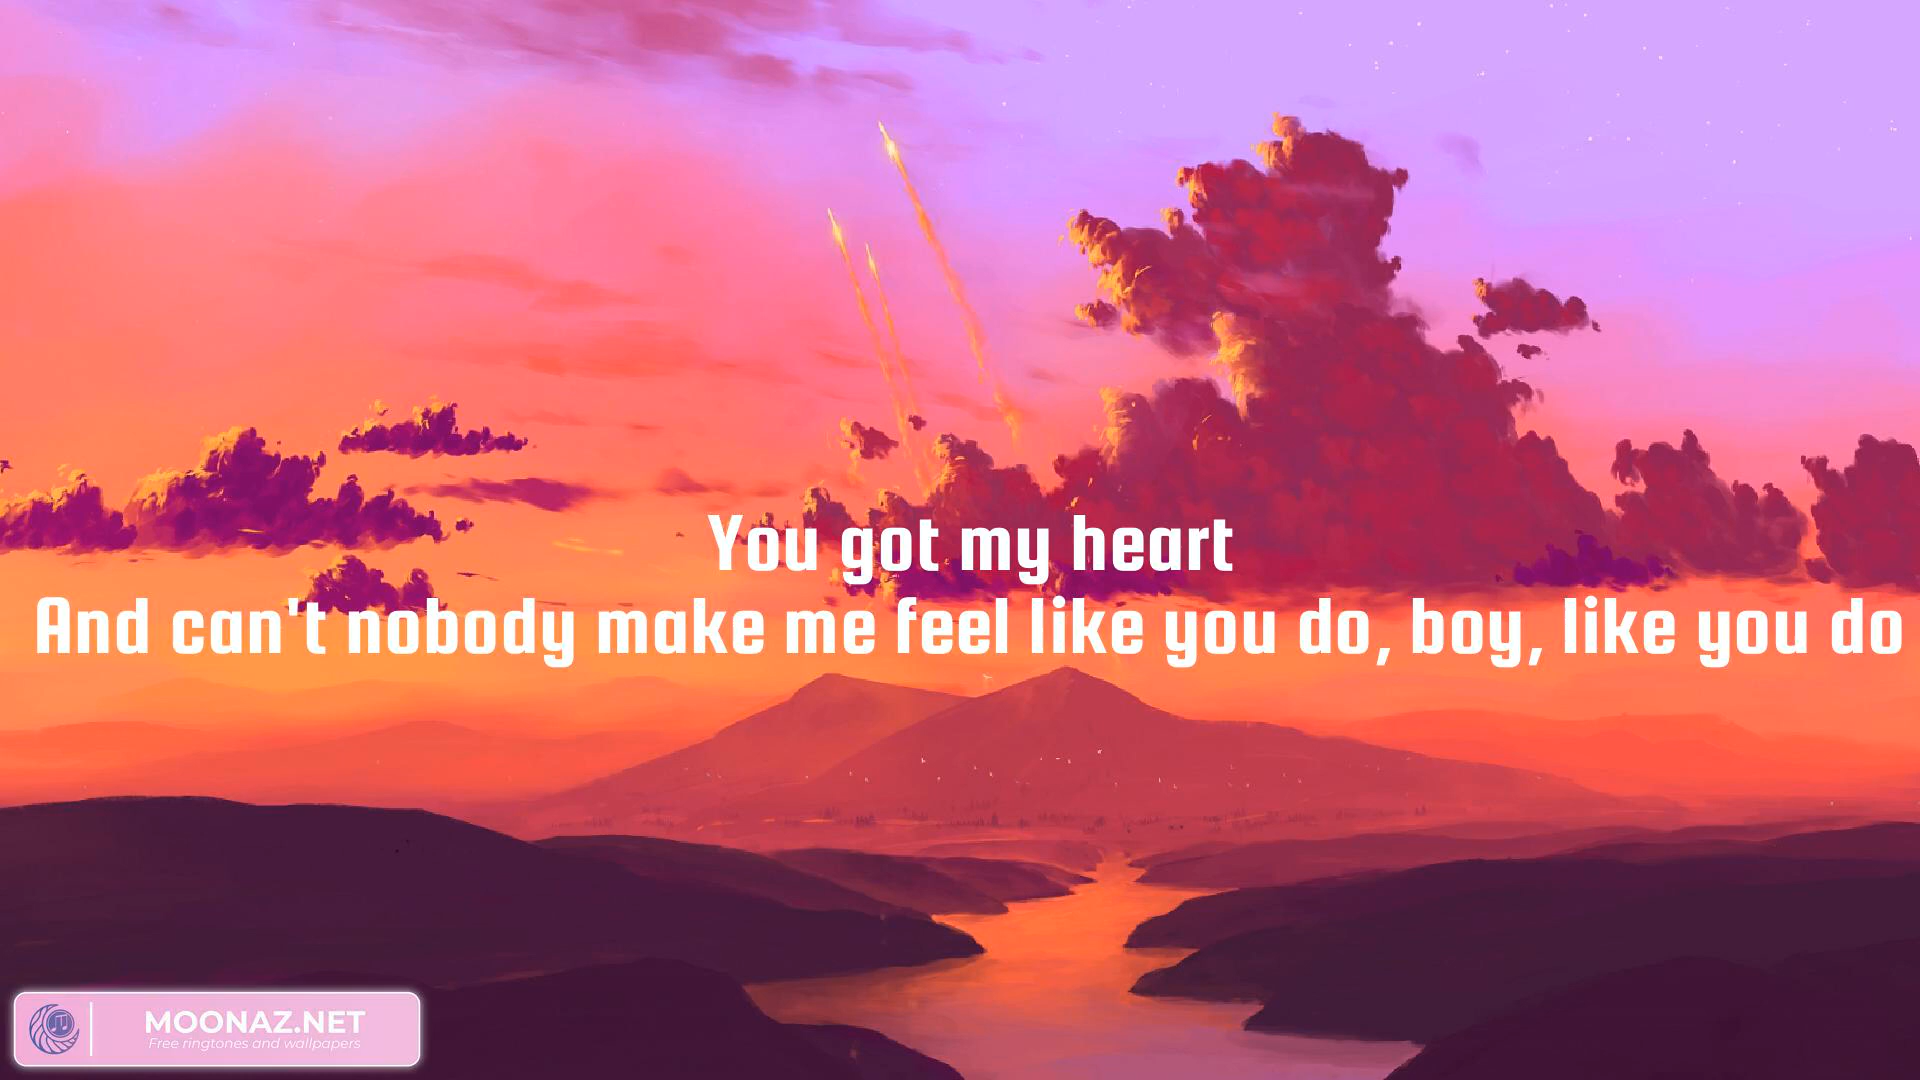 You got my heart
And can't nobody make me feel like you do, boy, like you do
MOONAZ.NET
Free ringtones and wallpapers